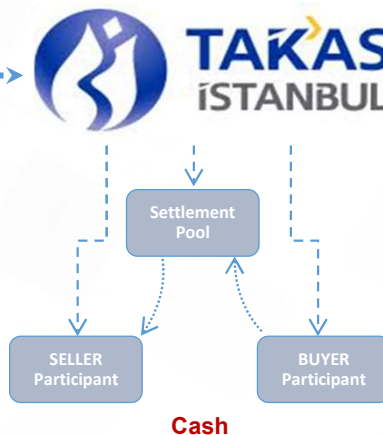 TAKAS
İSTANBUL
Settlement
Pool
SELLER
Participant
BUYER
Participant
Cash